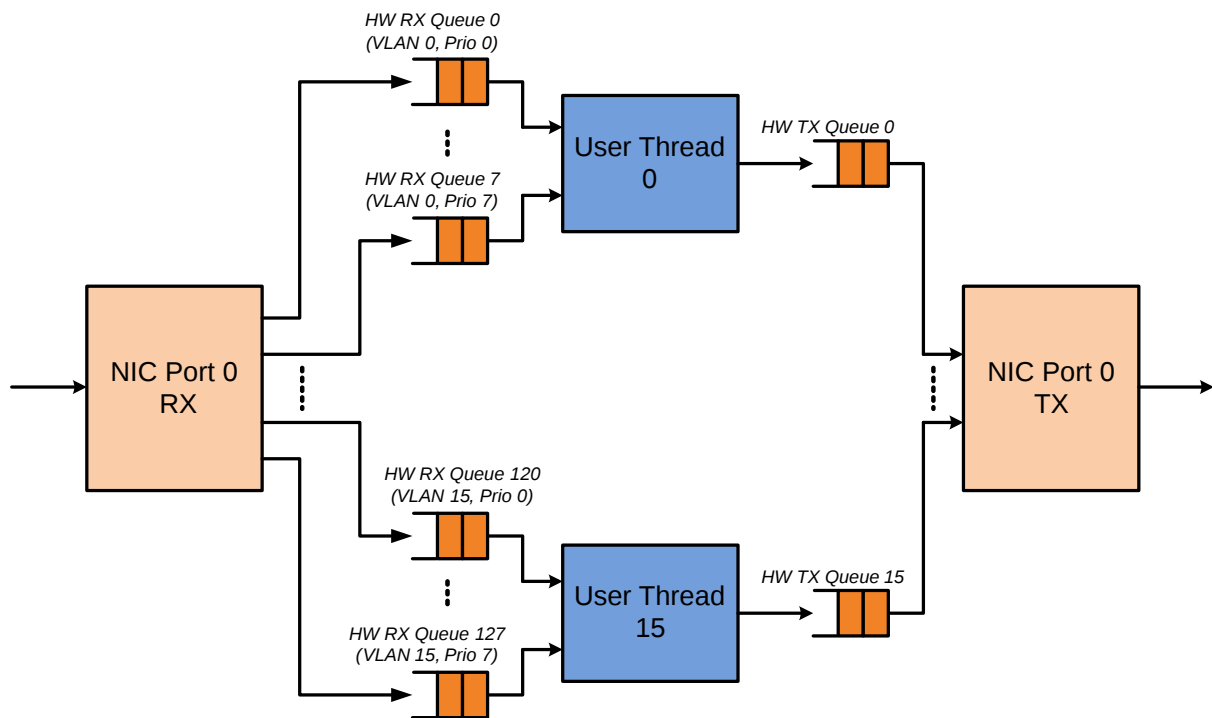 HW RX Queue 0
(VLAN 0, Prio 0)
HW RX Queue 7
(VLAN 0, Prio 7)
User Thread
0
HW TX Queue 0
NIC Port 0
RX
NIC Port 0
TX
HW RX Queue 120
(VLAN 15, Prio 0)
HW RX Queue 127
(VLAN 15, Prio 7)
User Thread
15
HW TX Queue 15